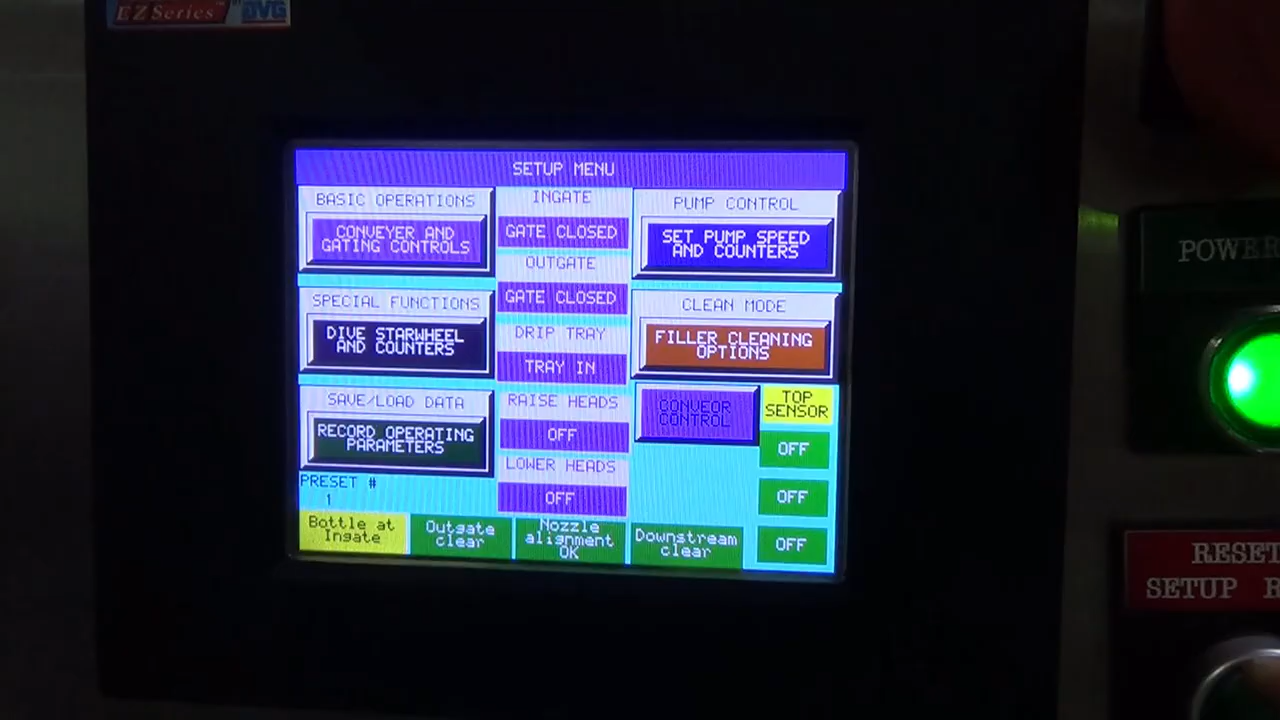 EZSeries™ BY AVG
SETUP MENU
BASIC OPERATIONS
CONVEYER AND
GATING CONTROLS
SPECIAL FUNCTIONS
DIVE STARWHEEL
AND COUNTERS
SAVE/LOAD DATA
RECORD OPERATING
PARAMETERS
PRESET #
1
INGATE
GATE CLOSED
OUTGATE
GATE CLOSED
DRIP TRAY
TRAY IN
RAISE HEADS
OFF
LOWER HEADS
OFF
PUMP CONTROL
SET PUMP SPEED
AND COUNTERS
CLEAN MODE
FILLER CLEANING
OPTIONS
CONVEOR
CONTROL
TOP
SENSOR
OFF
OFF
OFF
Bottle at
Ingate
Outgate
clear
Nozzle
alignment
OK
Downstream
clear
POWER
RESET
SETUP